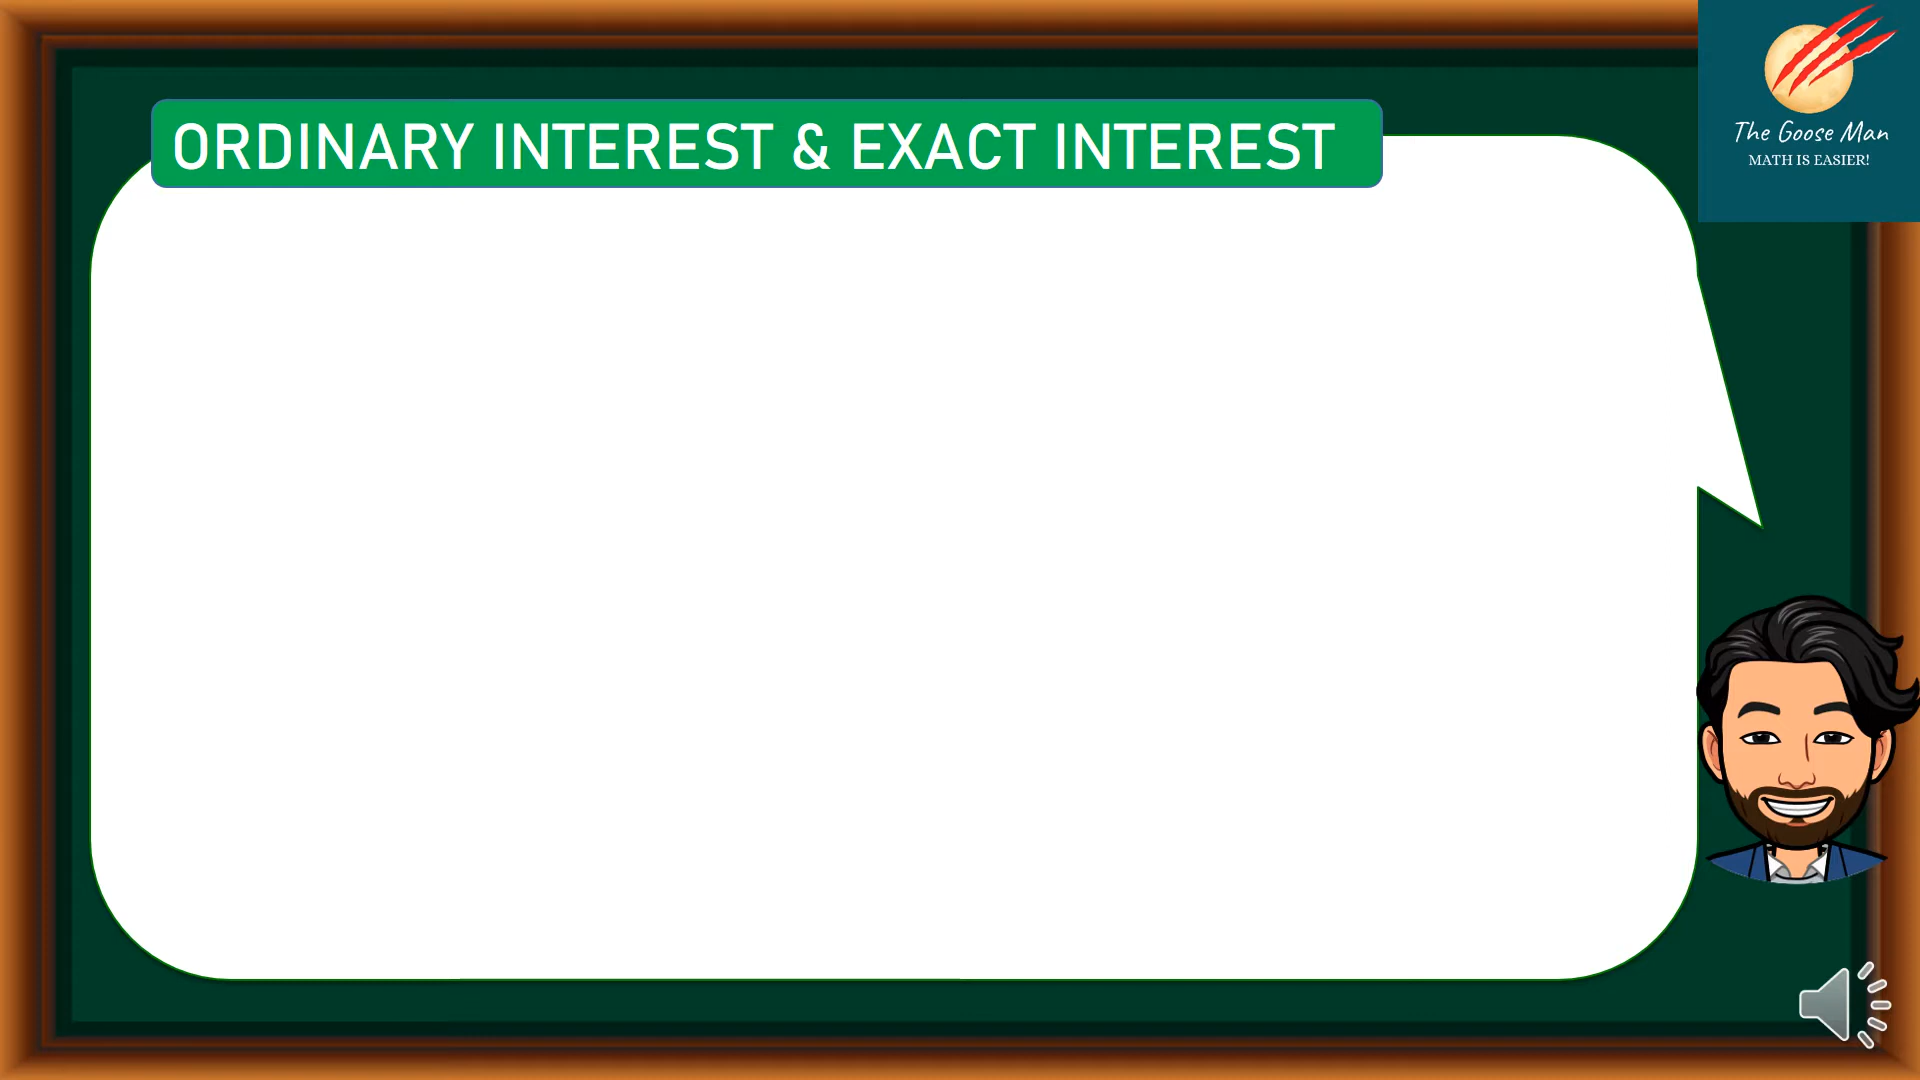 ORDINARY INTEREST & EXACT INTEREST
The Goose Man
MATH IS EASIER!